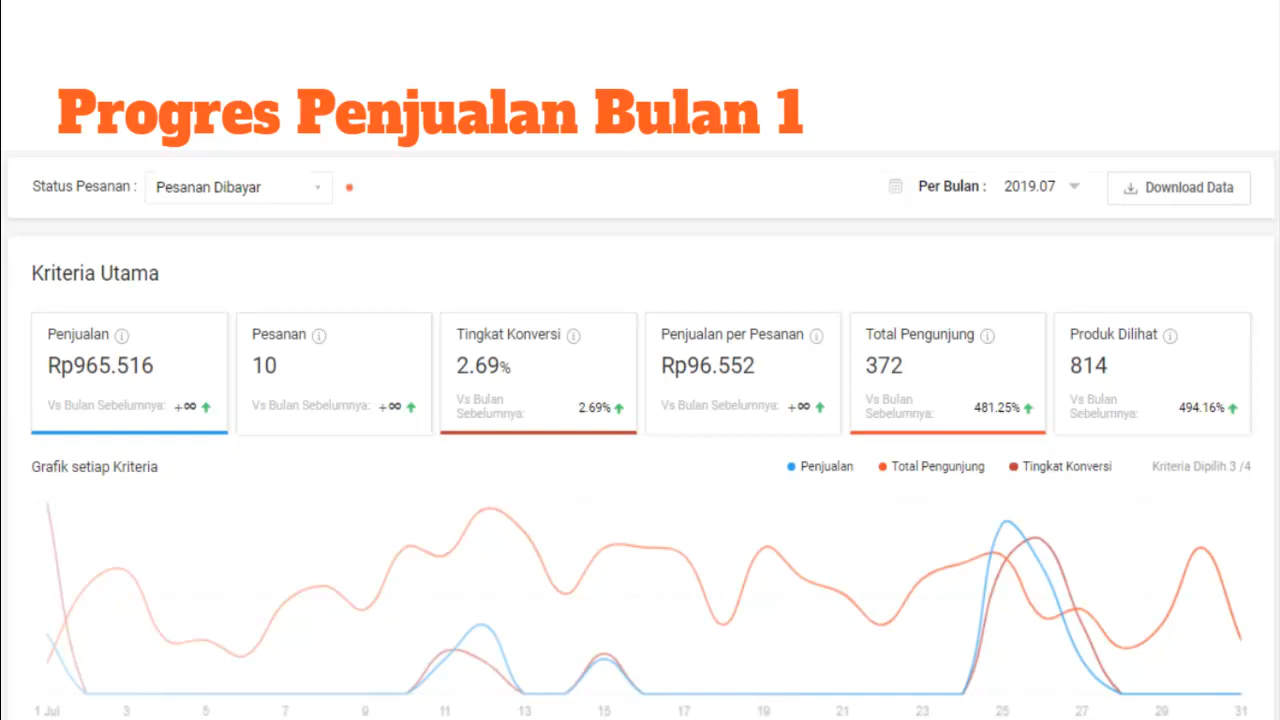 Progres Penjualan Bulan 1
Status Pesanan : Pesanan Dibayar Per Bulan : 2019.07 Download Data
Kriteria Utama
Penjualan Pesanan Tingkat Konversi Penjualan per Pesanan Total Pengunjung Produk Dilihat
Rp965.516 10 2.69% Rp96.552 372 814
Vs Bulan Sebelumnya: +∞ Vs Bulan Sebelumnya: +∞ Vs Bulan Sebelumnya: 2.69% Vs Bulan Sebelumnya: +∞ Vs Bulan Sebelumnya: 481.25% Vs Bulan Sebelumnya: 494.16%
Grafik setiap Kriteria Penjualan Total Pengunjung Tingkat Konversi Kriteria Dipilih 3 /4
1 Jul 3 5 7 9 11 13 15 17 19 21 23 25 27 29 31